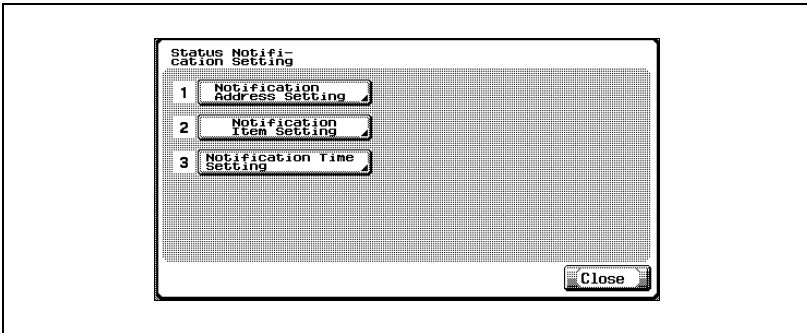 Status Notifi-
cation Setting
1 Notification
Address Setting
2 Notification
Item Setting
3 Notification Time
Setting
Close